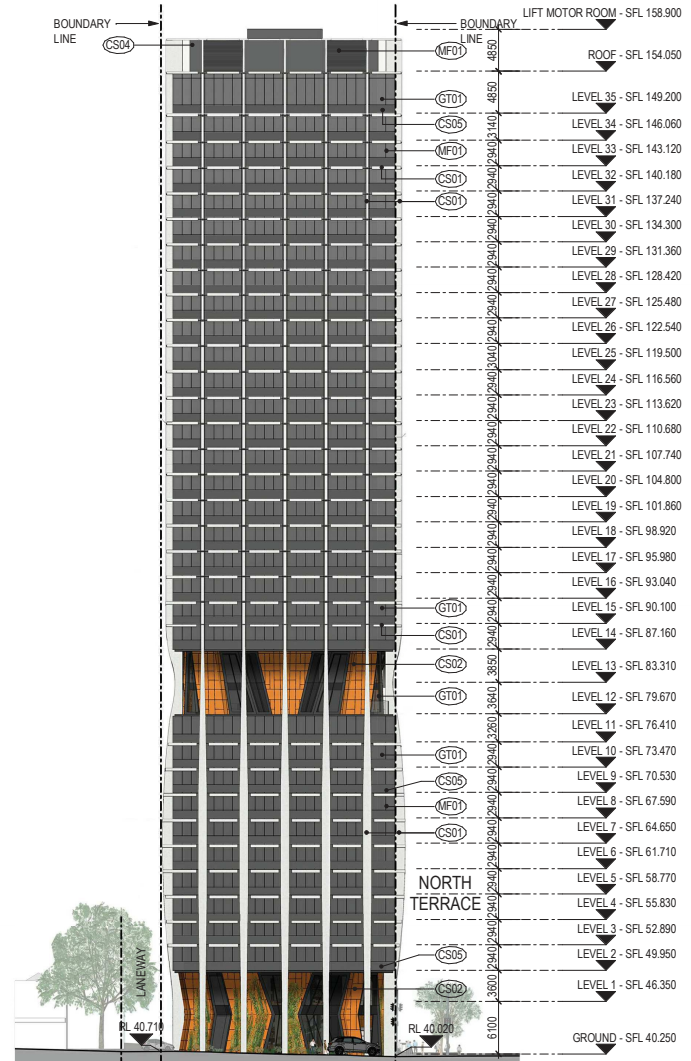 LIFT MOTOR ROOM - SFL 158.900
BOUNDARY
LINE
BOUNDARY
LINE
CS04
MF01
4850
ROOF - SFL 154.050
GT01
4850
LEVEL 35 - SFL 149.200
CS05
3140
LEVEL 34 - SFL 146.060
MF01
2940
LEVEL 33 - SFL 143.120
CS01
2940
LEVEL 32 - SFL 140.180
CS01
2940
LEVEL 31 - SFL 137.240
2940
LEVEL 30 - SFL 134.300
2940
LEVEL 29 - SFL 131.360
2940
LEVEL 28 - SFL 128.420
2940
LEVEL 27 - SFL 125.480
2940
LEVEL 26 - SFL 122.540
3040
LEVEL 25 - SFL 119.500
2940
LEVEL 24 - SFL 116.560
2940
LEVEL 23 - SFL 113.620
2940
LEVEL 22 - SFL 110.680
2940
LEVEL 21 - SFL 107.740
2940
LEVEL 20 - SFL 104.800
2940
LEVEL 19 - SFL 101.860
2940
LEVEL 18 - SFL 98.920
2940
LEVEL 17 - SFL 95.980
2940
LEVEL 16 - SFL 93.040
GT01
2940
LEVEL 15 - SFL 90.100
CS01
2940
LEVEL 14 - SFL 87.160
CS02
3850
LEVEL 13 - SFL 83.310
GT01
3640
LEVEL 12 - SFL 79.670
3260
LEVEL 11 - SFL 76.410
GT01
2940
LEVEL 10 - SFL 73.470
CS05
2940
LEVEL 9 - SFL 70.530
MF01
2940
LEVEL 8 - SFL 67.590
CS01
2940
LEVEL 7 - SFL 64.650
2940
LEVEL 6 - SFL 61.710
2940
LEVEL 5 - SFL 58.770
NORTH
TERRACE
2940
LEVEL 4 - SFL 55.830
2940
LEVEL 3 - SFL 52.890
CS05
2940
LEVEL 2 - SFL 49.950
LANEWAY
CS02
3600
LEVEL 1 - SFL 46.350
RL 40.710
RL 40.020
6100
GROUND - SFL 40.250